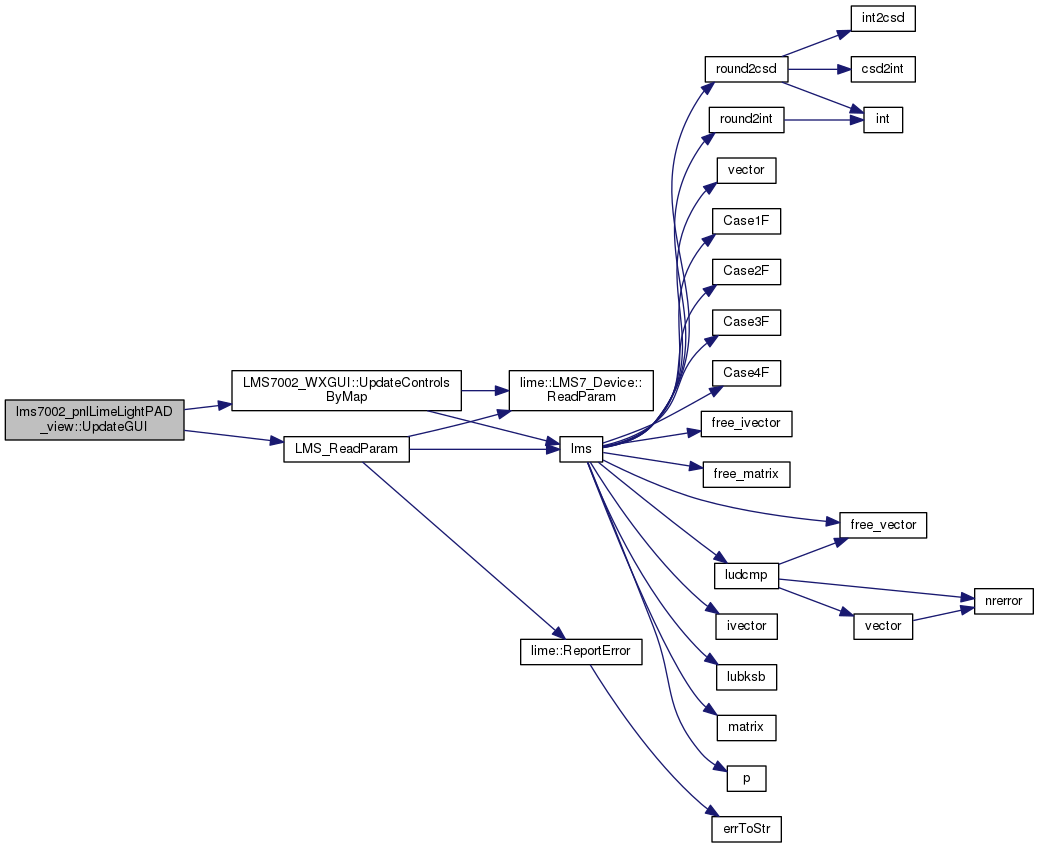 int2csd
round2csd
csd2int
round2int
int
vector
Case1F
Case2F
Case3F
Case4F
LMS7002_WXGUI::UpdateControls
ByMap
lime::LMS7_Device::
ReadParam
lms7002_pnlLimeLightPAD
_view::UpdateGUI
LMS_ReadParam
lms
free_ivector
free_matrix
free_vector
ludcmp
nrerror
ivector
vector
lime::ReportError
lubksb
matrix
p
errToStr